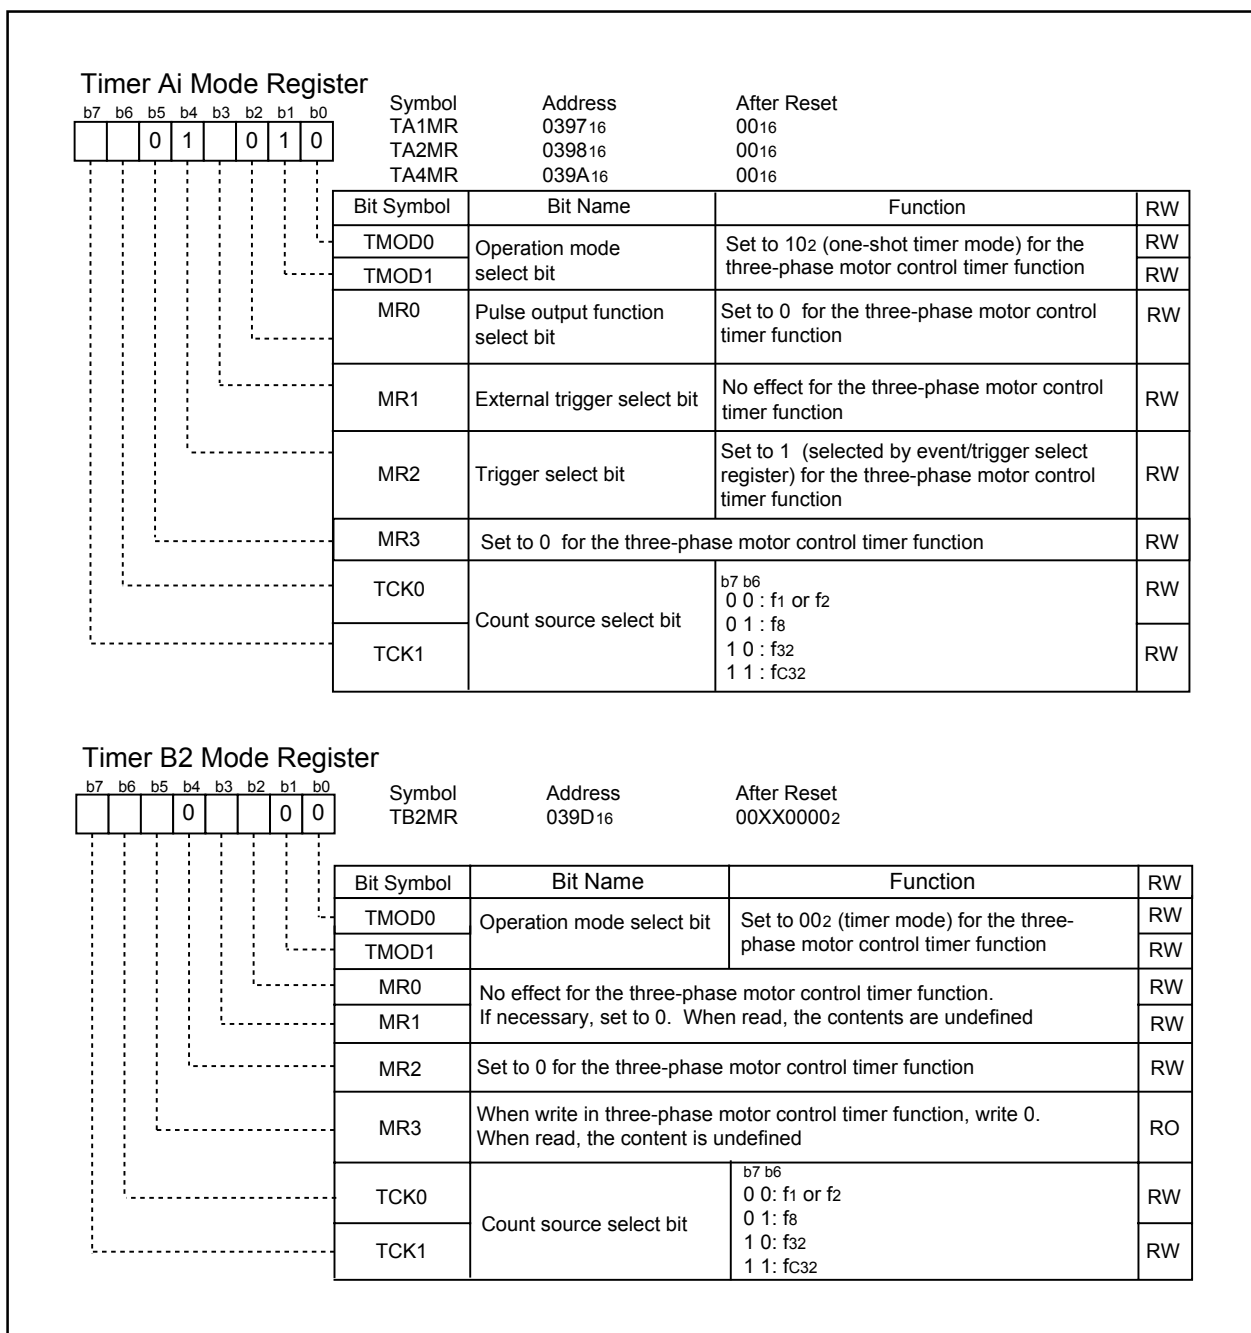 Timer Ai Mode Register
b7 b6 b5 b4 b3 b2 b1 b0
0 1 0 1 0
Symbol Address After Reset
TA1MR 039716 0016
TA2MR 039816 0016
TA4MR 039A16 0016
Bit Symbol Bit Name Function RW
TMOD0 RW
TMOD1 RW
Operation mode
select bit
Set to 102 (one-shot timer mode) for the
three-phase motor control timer function
MR0 Pulse output function Set to 0 for the three-phase motor control RW
select bit timer function
MR1 External trigger select bit No effect for the three-phase motor control RW
timer function
Set to 1 (selected by event/trigger select
MR2 Trigger select bit register) for the three-phase motor control RW
timer function
MR3 Set to 0 for the three-phase motor control timer function RW
TCK0 RW
TCK1 RW
Count source select bit
b7 b6
0 0 : f1 or f2
0 1 : f8
1 0 : f32
1 1 : fC32
Timer B2 Mode Register
b7 b6 b5 b4 b3 b2 b1 b0
0 0 0
Symbol Address After Reset
TB2MR 039D16 00XX00002
Bit Symbol Bit Name Function RW
TMOD0 RW
TMOD1 RW
Operation mode select bit
Set to 002 (timer mode) for the three-
phase motor control timer function
MR0 RW
MR1 RW
No effect for the three-phase motor control timer function.
If necessary, set to 0. When read, the contents are undefined
MR2 Set to 0 for the three-phase motor control timer function RW
MR3 RO
When write in three-phase motor control timer function, write 0.
When read, the content is undefined
TCK0 RW
TCK1 RW
Count source select bit
b7 b6
0 0: f1 or f2
0 1: f8
1 0: f32
1 1: fC32